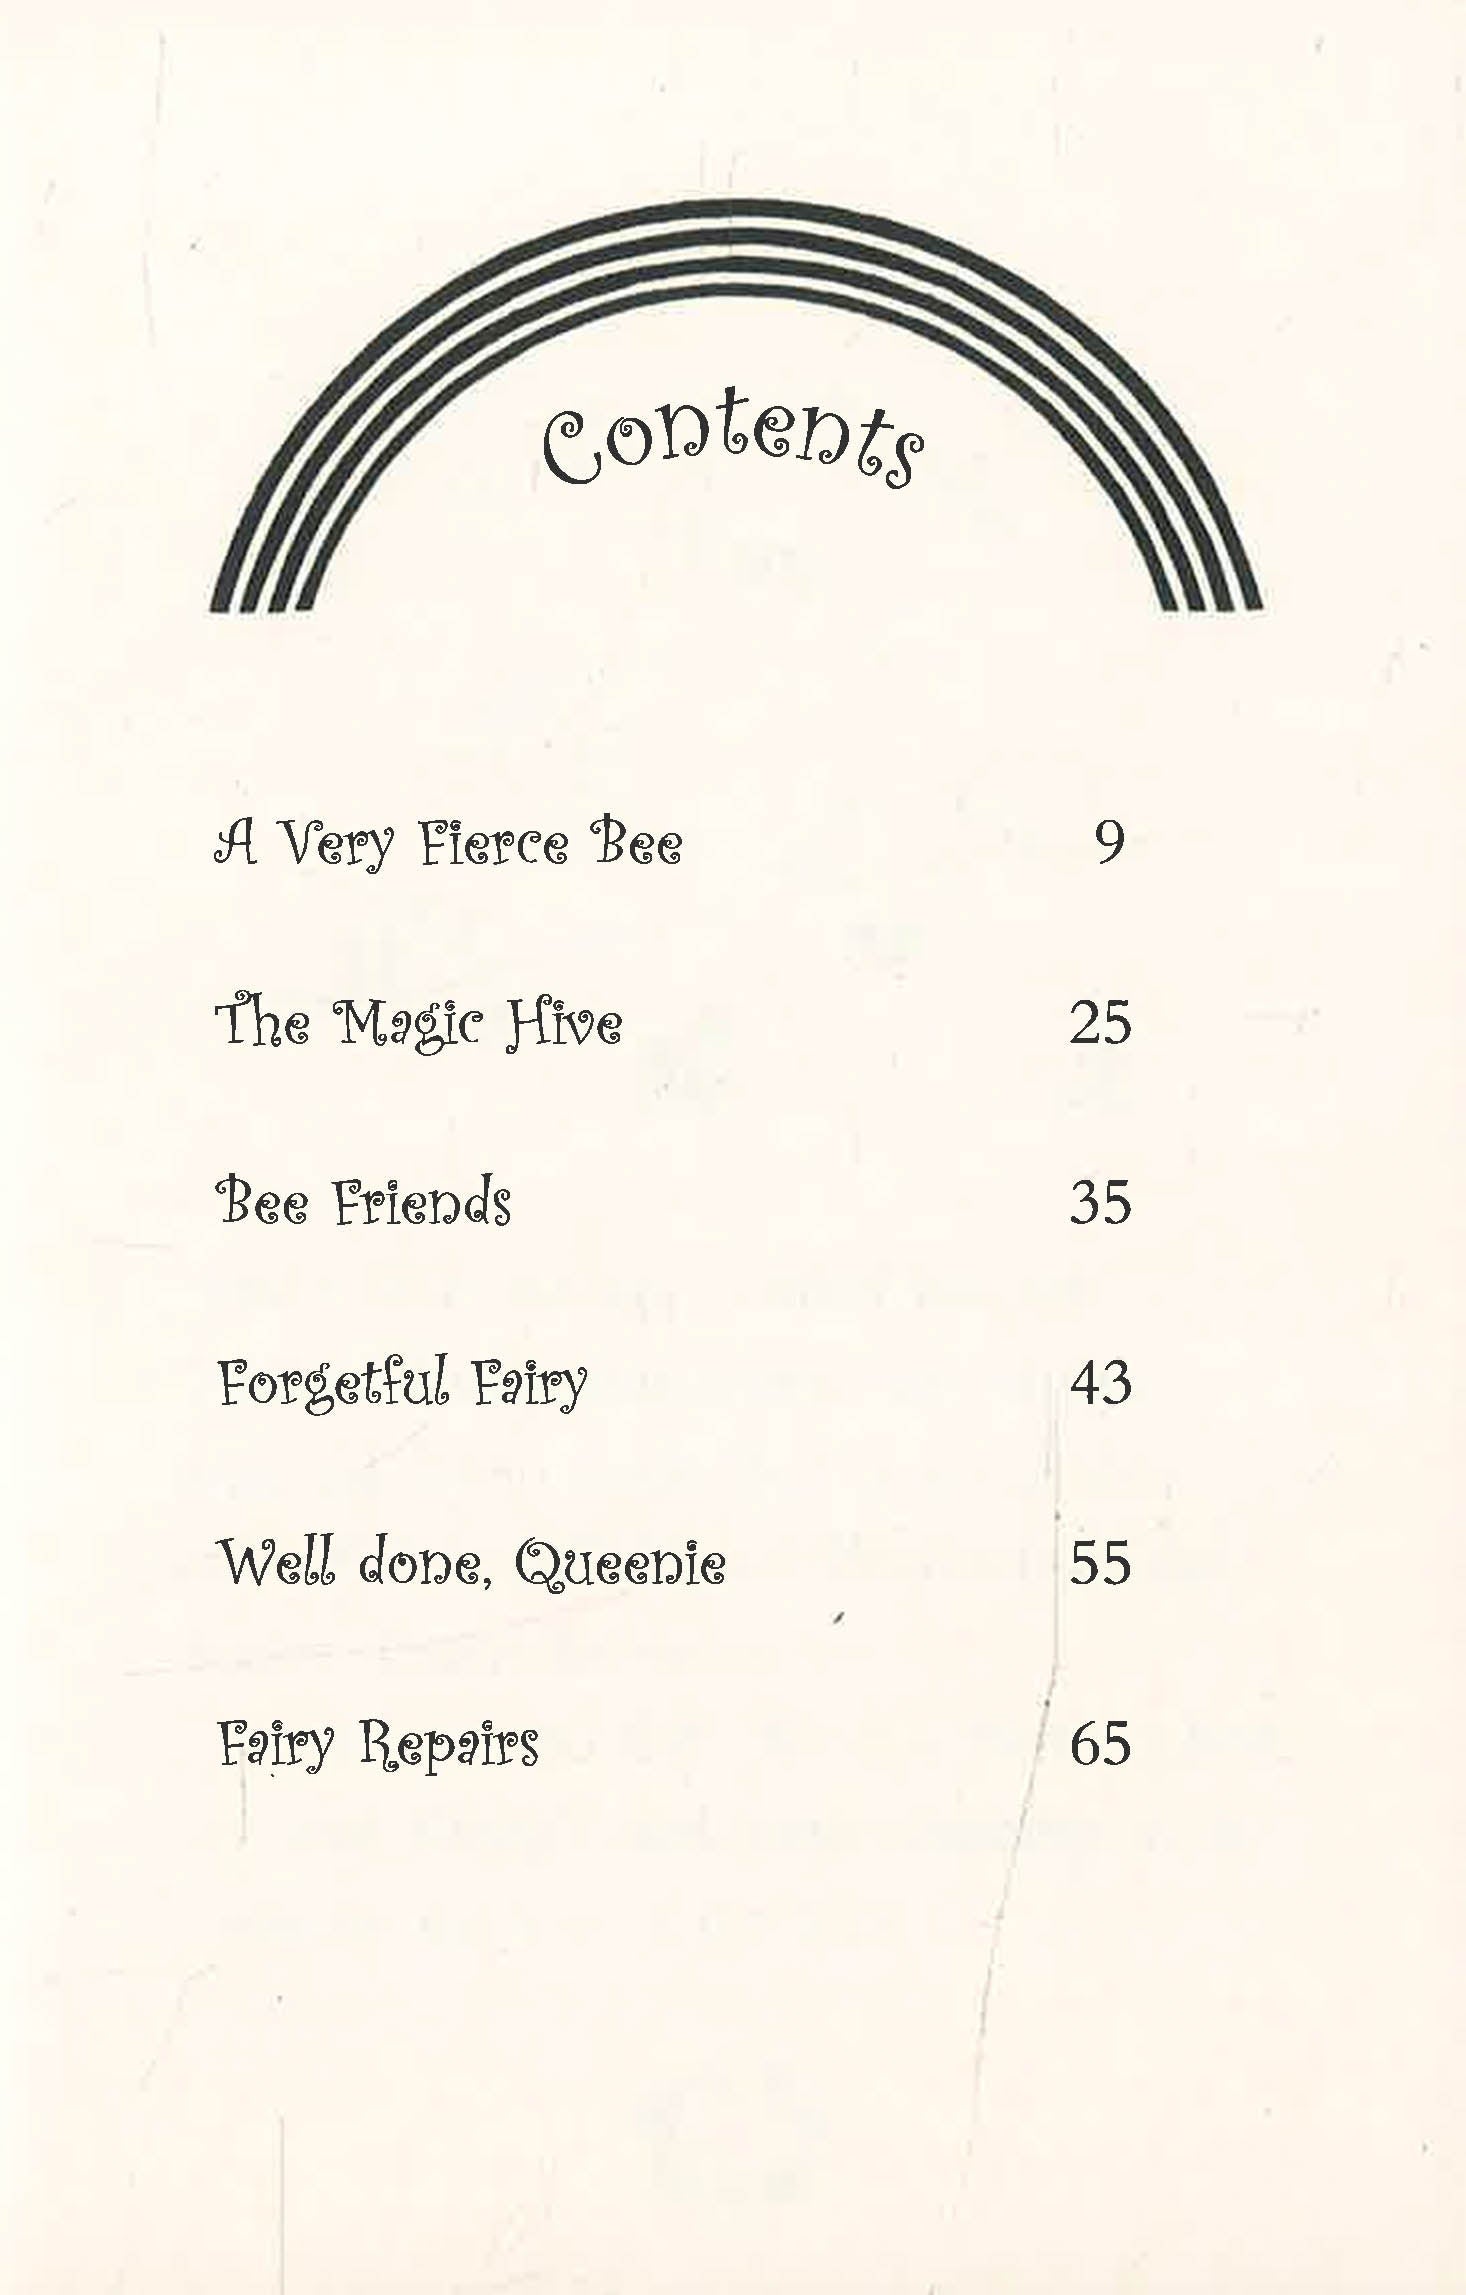 Contents
A Very Fierce Bee 9
The Magic Hive 25
Bee Friends 35
Forgetful Fairy 43
Well done, Queenie 55
Fairy Repairs 65